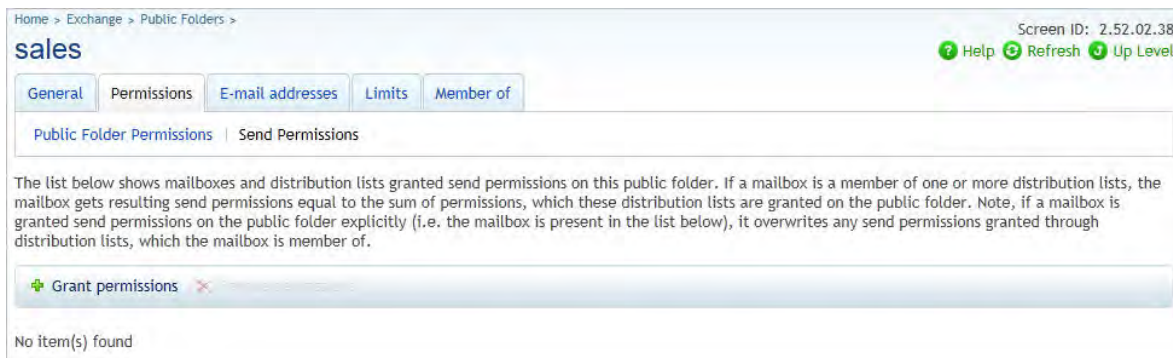 Home > Exchange > Public Folders >
Screen ID: 2.52.02.38
sales
Help Refresh Up Level
General Permissions E-mail addresses Limits Member of
Public Folder Permissions | Send Permissions
The list below shows mailboxes and distribution lists granted send permissions on this public folder. If a mailbox is a member of one or more distribution lists, the
mailbox gets resulting send permissions equal to the sum of permissions, which these distribution lists are granted on the public folder. Note, if a mailbox is
granted send permissions on the public folder explicitly (i.e. the mailbox is present in the list below), it overwrites any send permissions granted through
distribution lists, which the mailbox is member of.
Grant permissions
No item(s) found